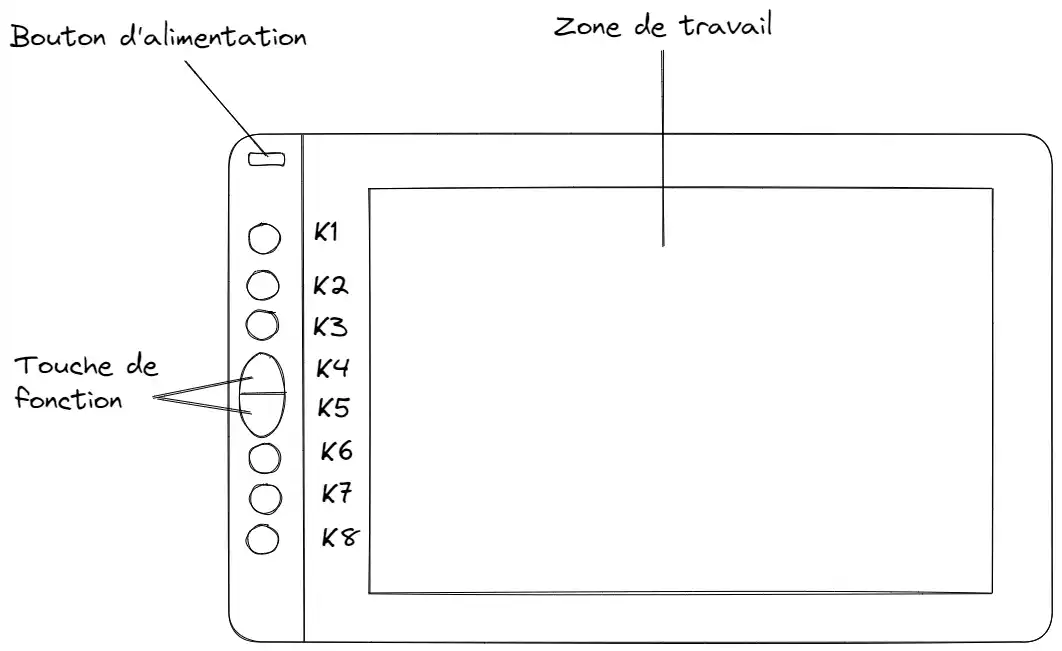 Bouton d'alimentation
Zone de travail
K1
K2
K3
Touche de
fonction
K4
K5
K6
K7
K8